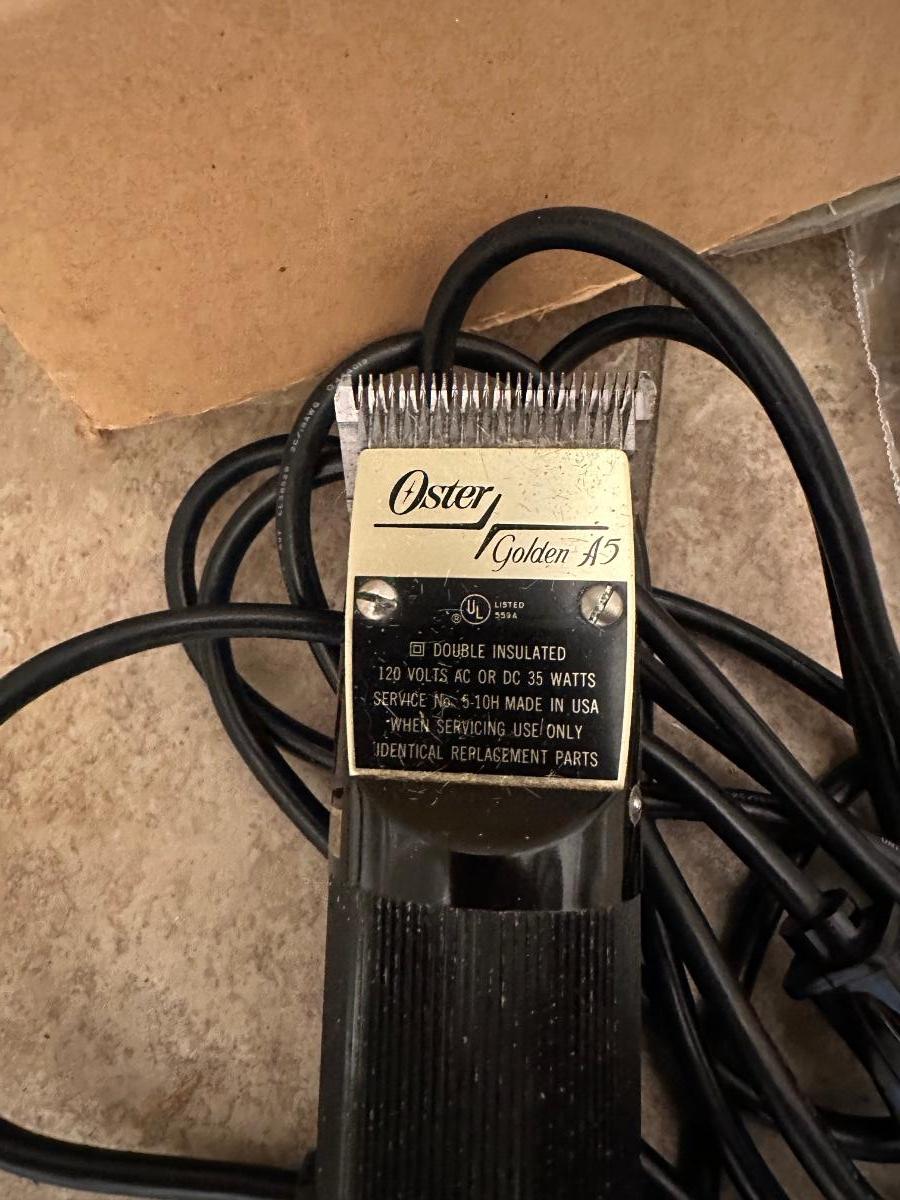 Oster
Golden A5
® UL LISTED
559A
DOUBLE INSULATED
120 VOLTS AC OR DC 35 WATTS
SERVICE No. 5-10H MADE IN USA
WHEN SERVICING USE ONLY
IDENTICAL REPLACEMENT PARTS